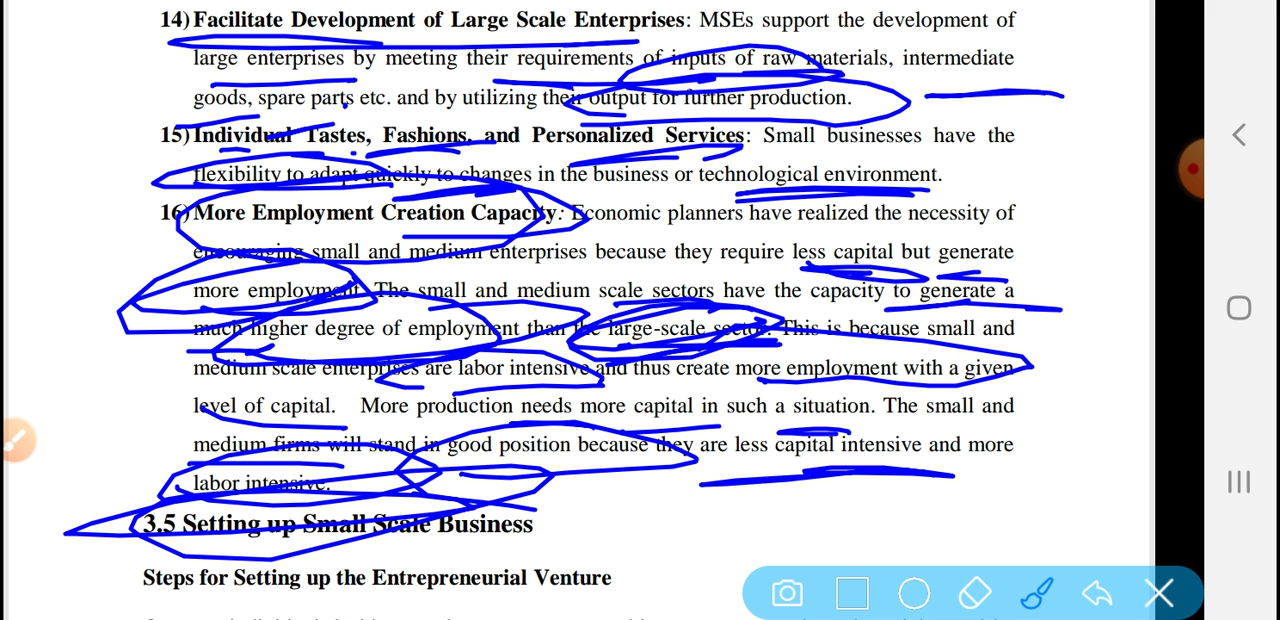 14) Facilitate Development of Large Scale Enterprises: MSEs support the development of
large enterprises by meeting their requirements of inputs of raw materials, intermediate
goods, spare parts etc. and by utilizing their output for further production.
15) Individual Tastes, Fashions, and Personalized Services: Small businesses have the
flexibility to adapt quickly to changes in the business or technological environment.
16) More Employment Creation Capacity: Economic planners have realized the necessity of
encouraging small and medium enterprises because they require less capital but generate
more employment. The small and medium scale sectors have the capacity to generate a
much higher degree of employment than the large-scale sector. This is because small and
medium scale enterprises are labor intensive and thus create more employment with a given
level of capital. More production needs more capital in such a situation. The small and
medium firms will stand in good position because they are less capital intensive and more
labor intensive.
3.5 Setting up Small Scale Business
Steps for Setting up the Entrepreneurial Venture